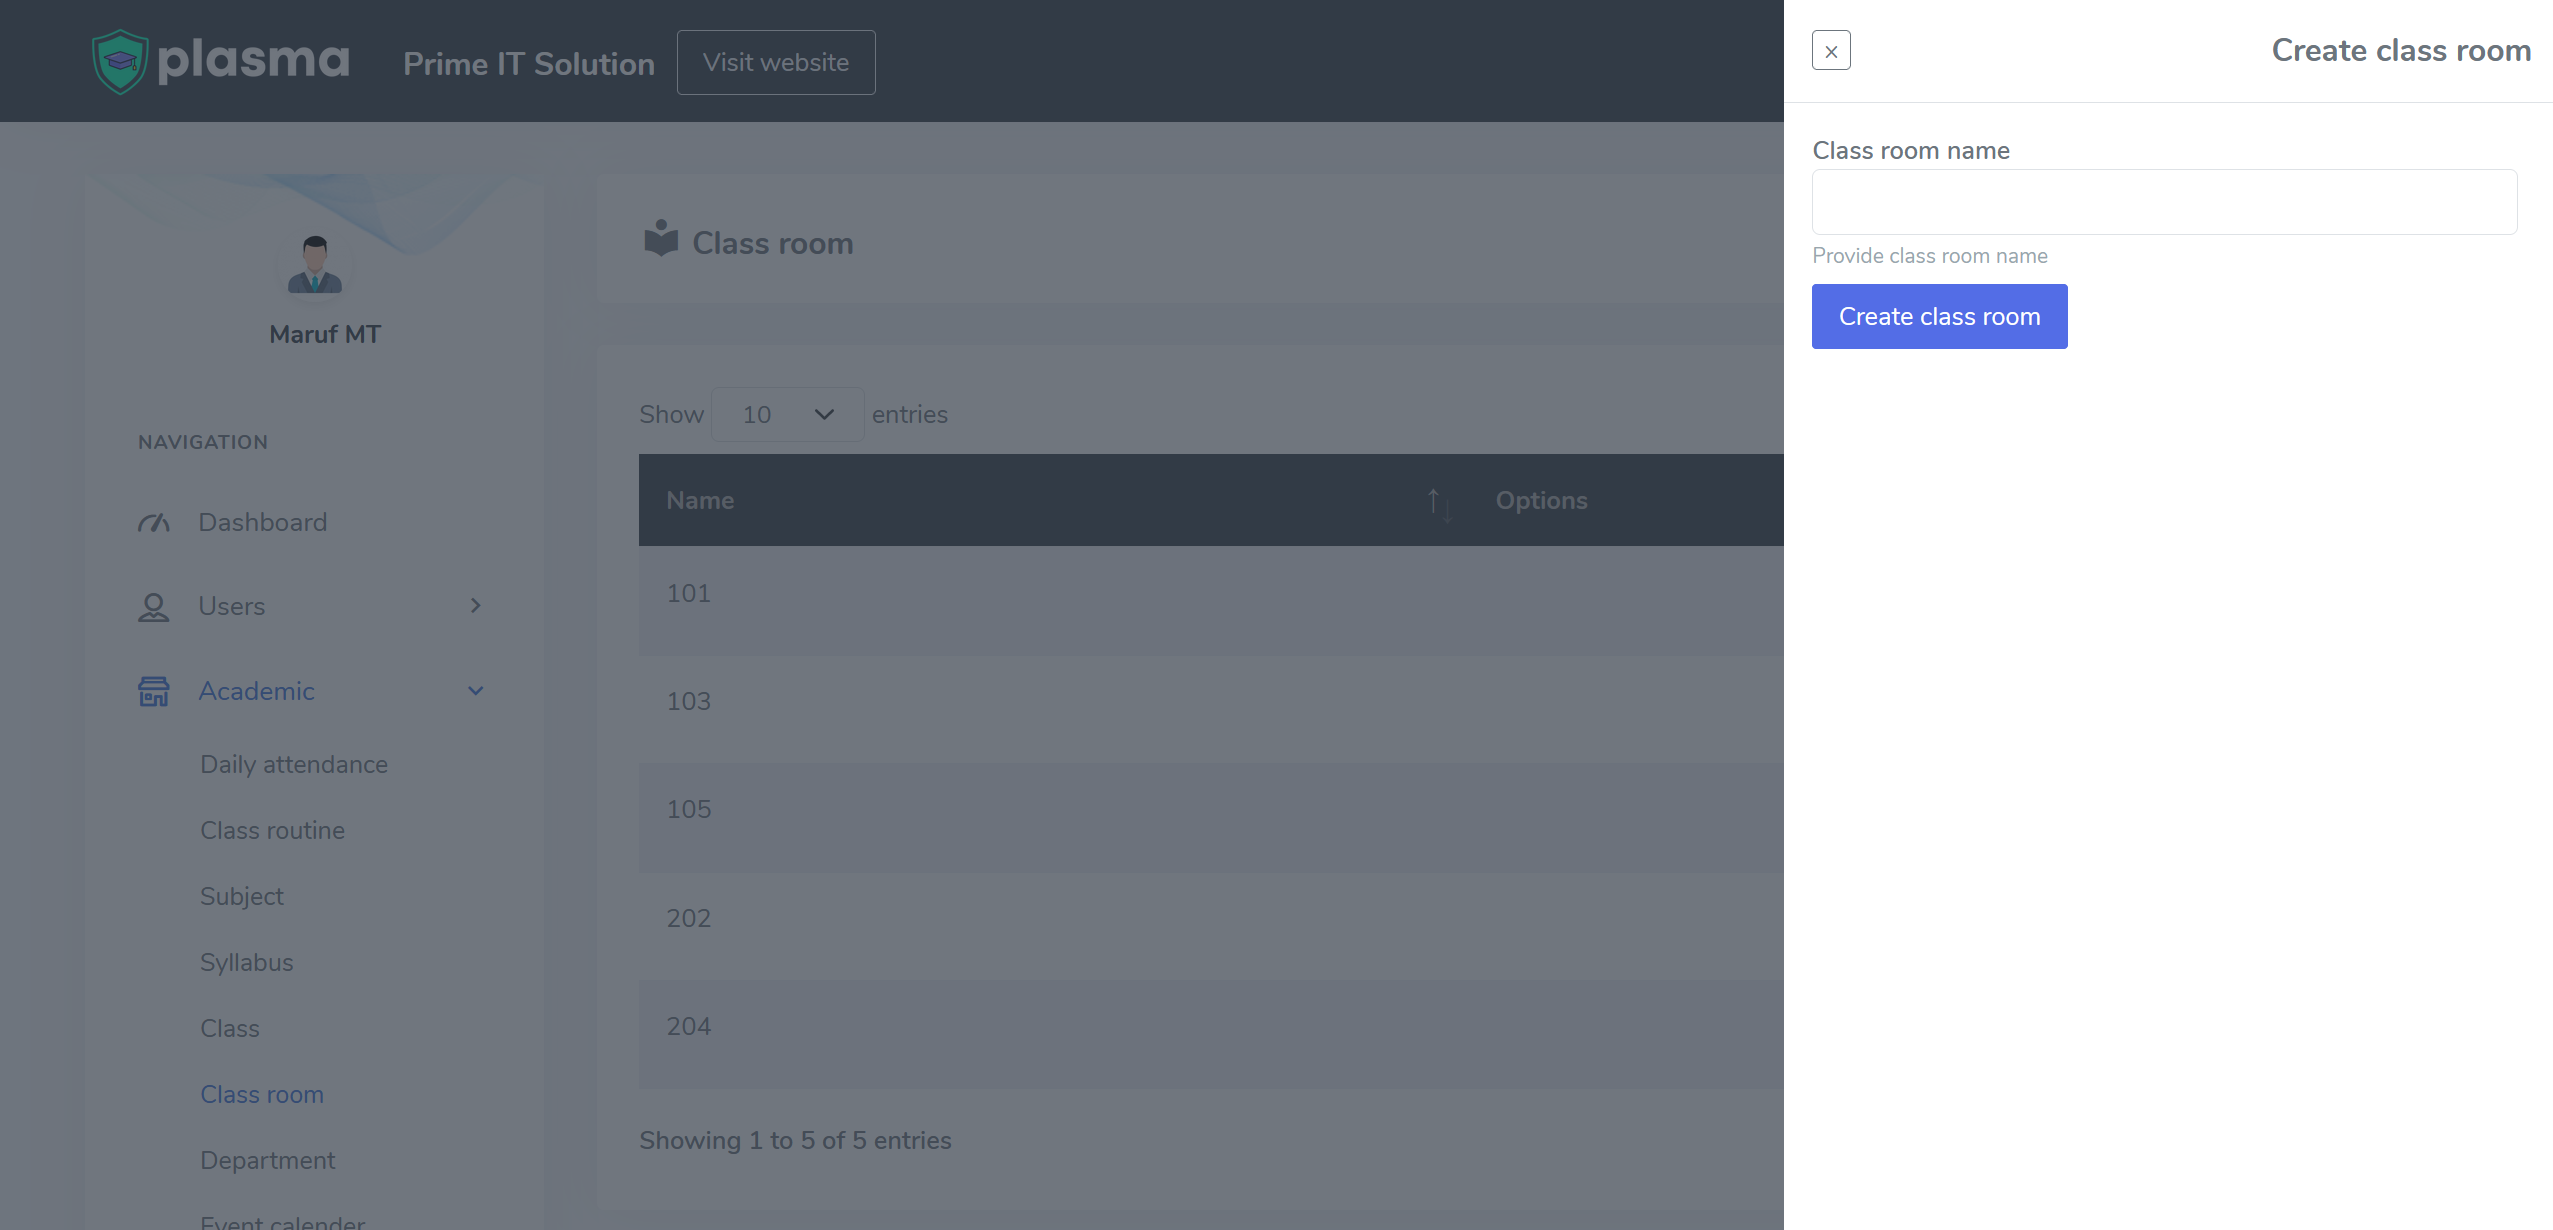 plasma
Prime IT Solution
Visit website
Create class room
Class room name
Provide class room name
Create class room
Maruf MT
NAVIGATION
Dashboard
Users
Academic
Daily attendance
Class routine
Subject
Syllabus
Class
Class room
Department
Event calender
Class room
Show 10 entries
Name Options
101
103
105
202
204
Showing 1 to 5 of 5 entries